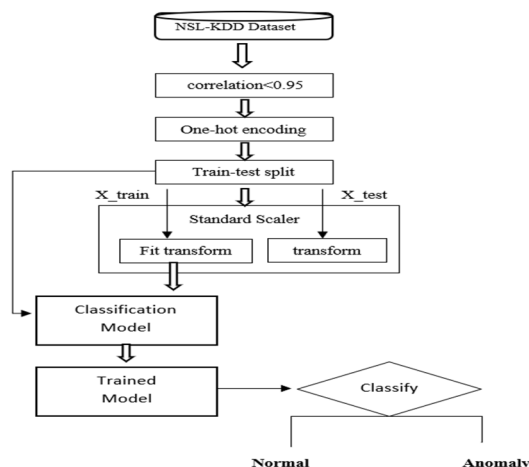 NSL-KDD Dataset
correlation<0.95
One-hot encoding
Train-test split
X_train
X_test
Standard Scaler
Fit transform
transform
Classification
Model
Trained
Model
Classify
Normal
Anomaly